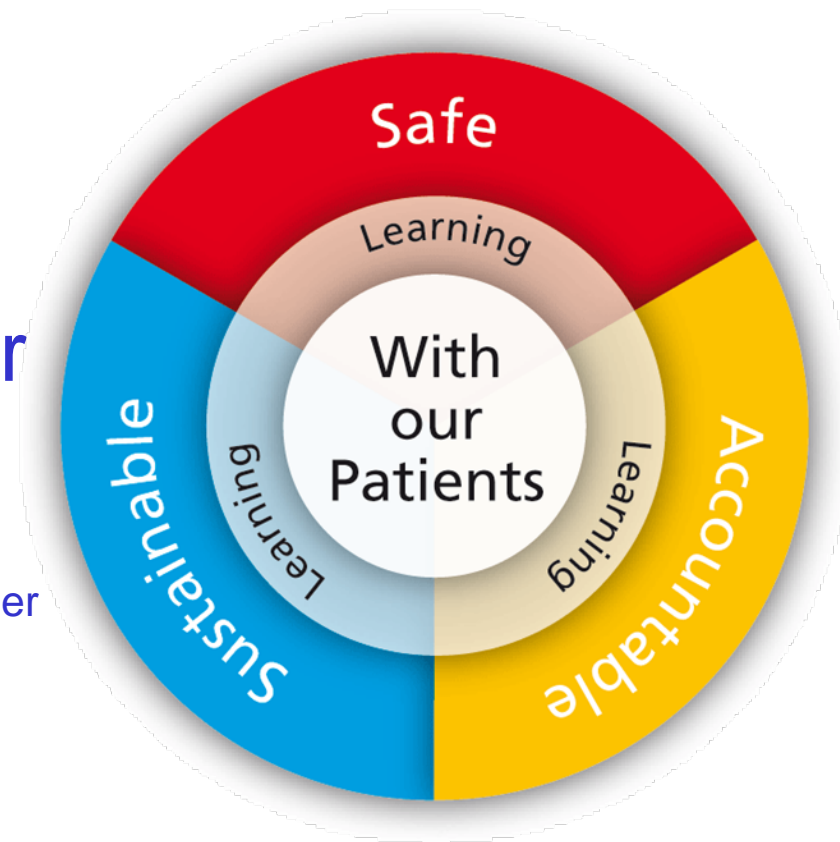 Safe
Learning
With
our
Patients
Learning
Accountable
Learning
Sustainable
r
er